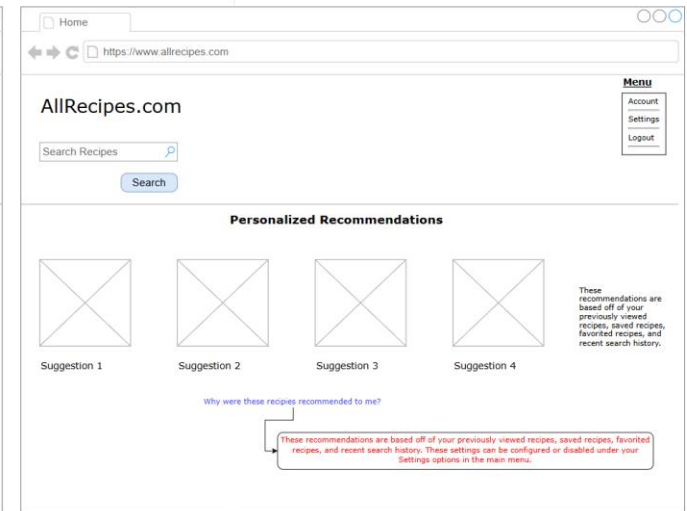 Home
https://www.allrecipes.com
Menu
AllRecipes.com
Account
Settings
Logout
Search Recipes
Search
Personalized Recommendations
These
recommendations are
based off of your
previously viewed
recipes, saved recipes,
favorited recipes, and
recent search history.
Suggestion 1
Suggestion 2
Suggestion 3
Suggestion 4
Why were these recipies recommended to me?
These recommendations are based off of your previously viewed recipes, saved recipes, favorited
recipes, and recent search history. These settings can be configured or disabled under your
Settings options in the main menu.